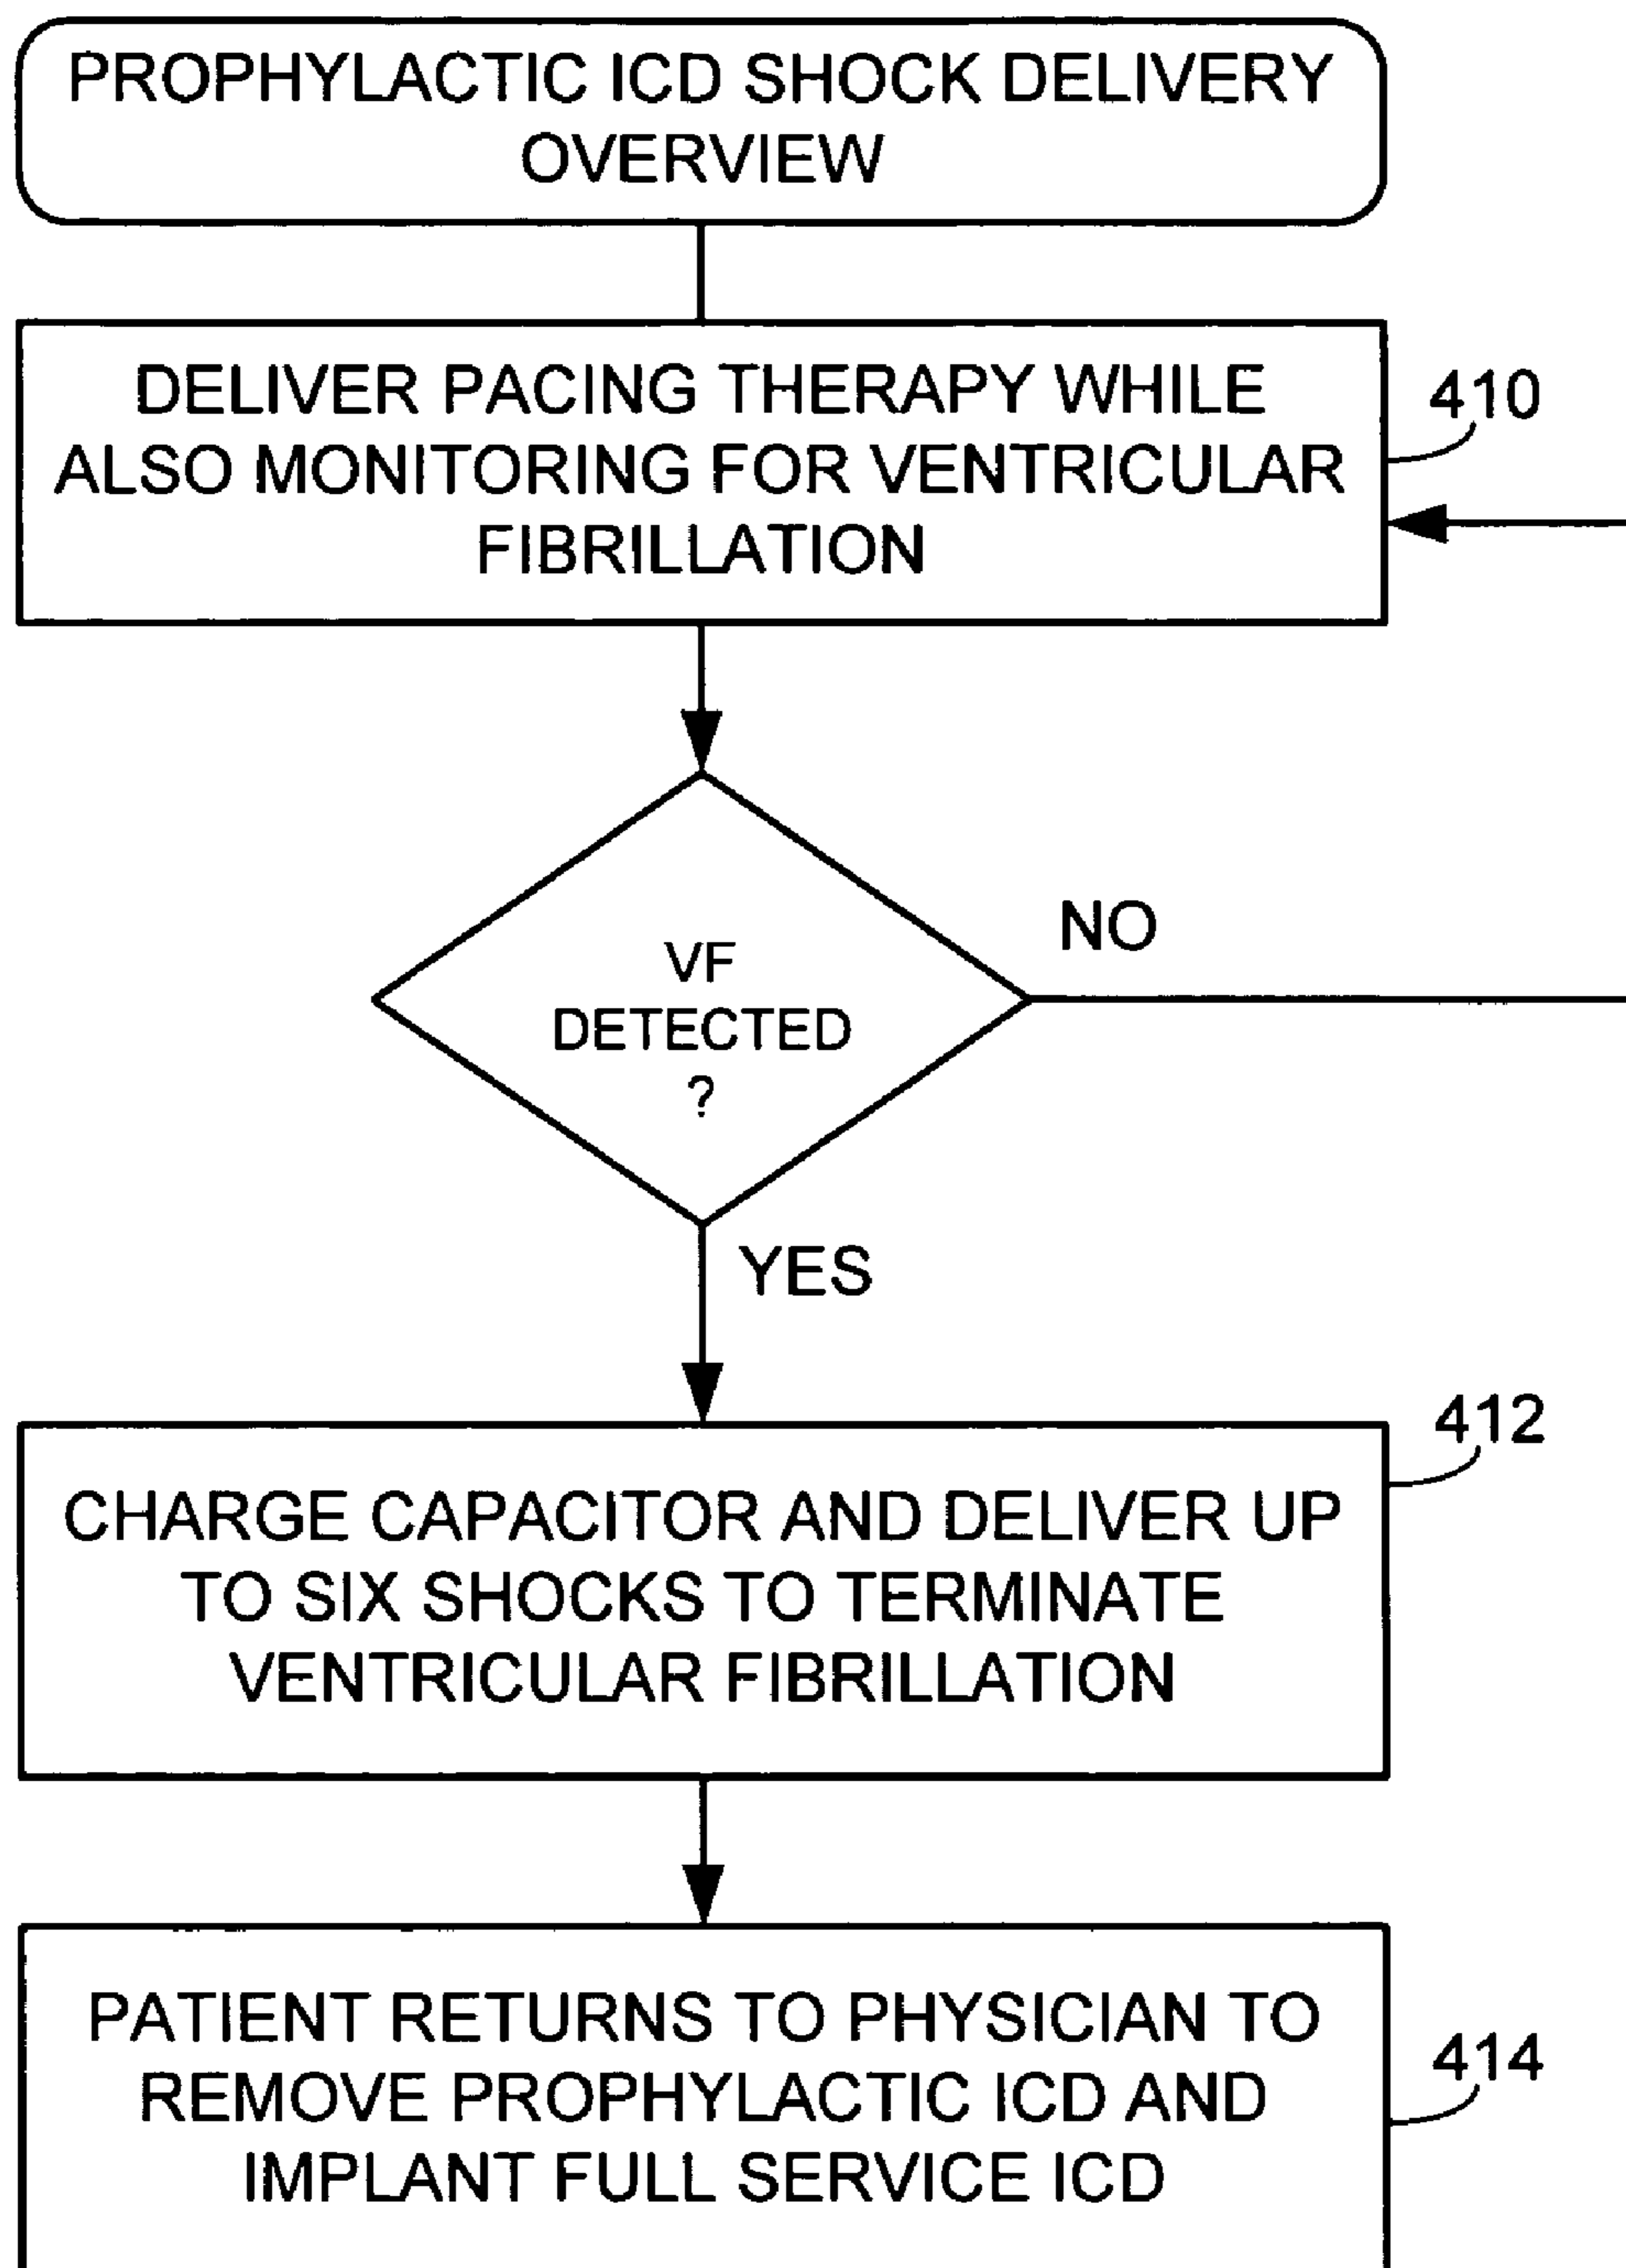 PROPHYLACTIC ICD SHOCK DELIVERY
OVERVIEW
DELIVER PACING THERAPY WHILE
ALSO MONITORING FOR VENTRICULAR
FIBRILLATION
410
VF
DETECTED
?
NO
YES
412
CHARGE CAPACITOR AND DELIVER UP
TO SIX SHOCKS TO TERMINATE
VENTRICULAR FIBRILLATION
PATIENT RETURNS TO PHYSICIAN TO
REMOVE PROPHYLACTIC ICD AND
IMPLANT FULL SERVICE ICD
414